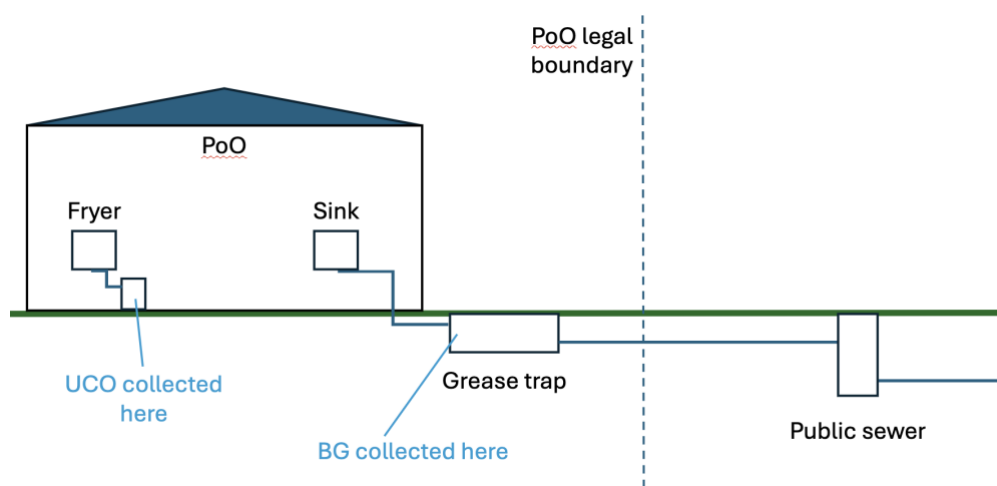 PoO legal
boundary
PoO
Fryer
Sink
UCO collected
here
Grease trap
BG collected here
Public sewer